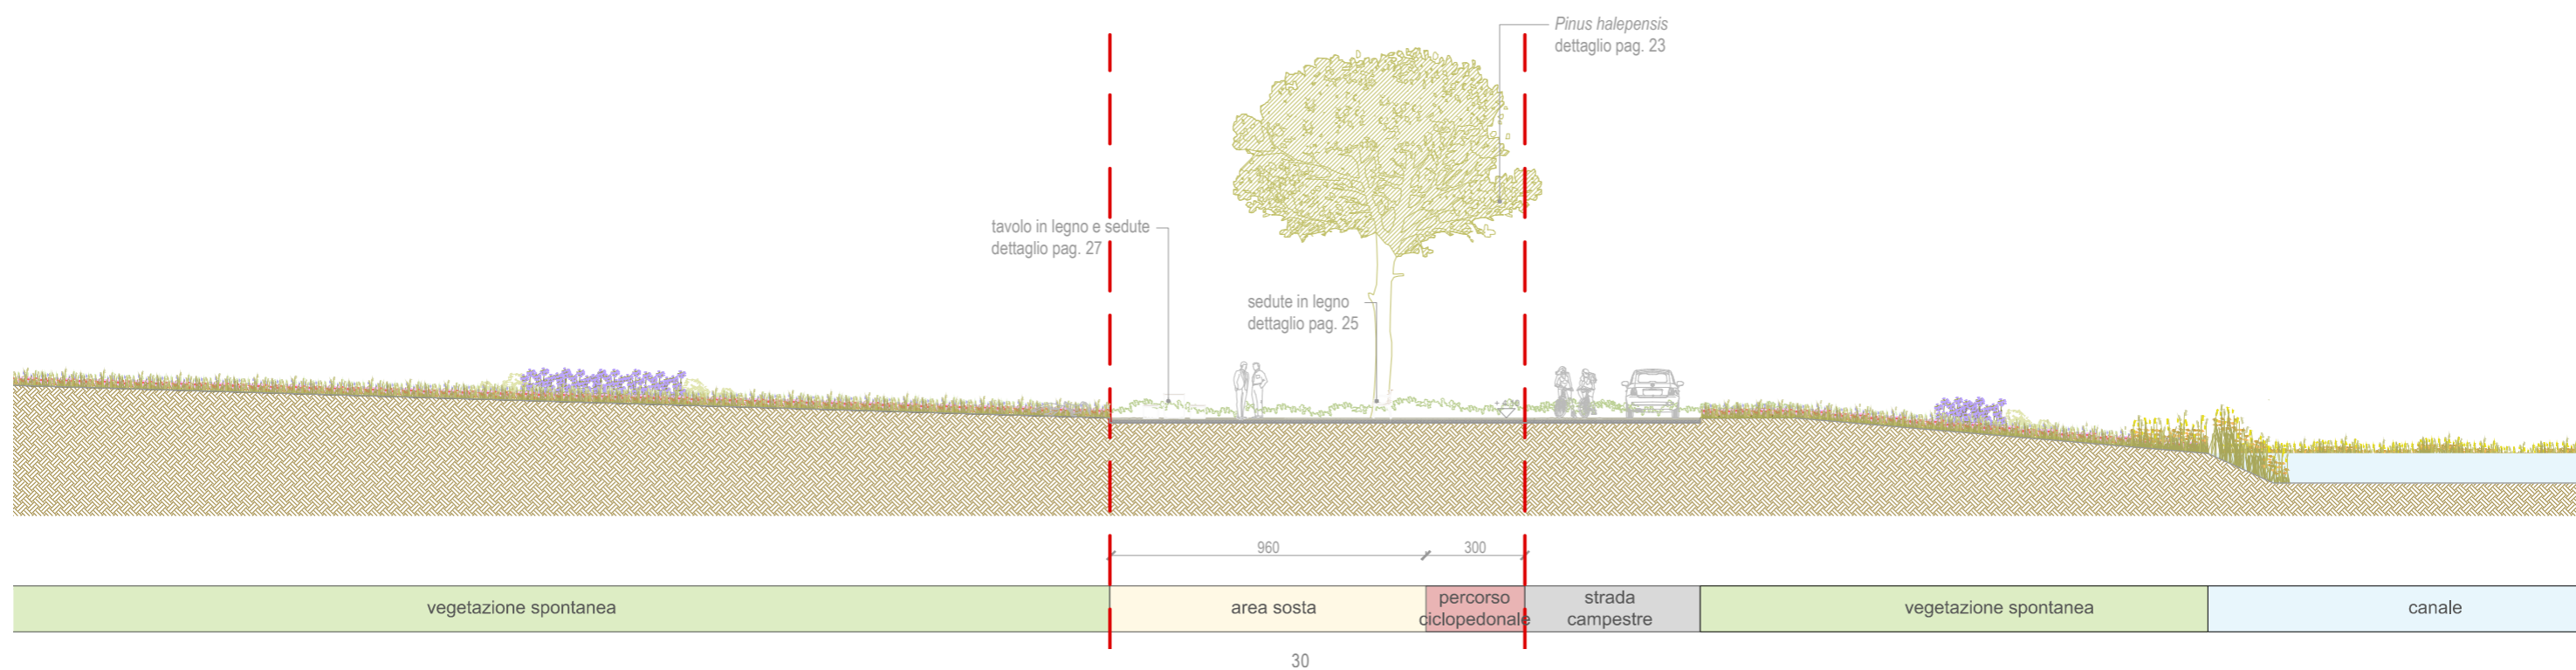 Pinus halepensis
dettaglio pag. 23
tavolo in legno e sedute
dettaglio pag. 27
sedute in legno
dettaglio pag. 25
960
300
vegetazione spontanea
area sosta
percorso
ciclopedonale
strada
campestre
vegetazione spontanea
canale
30